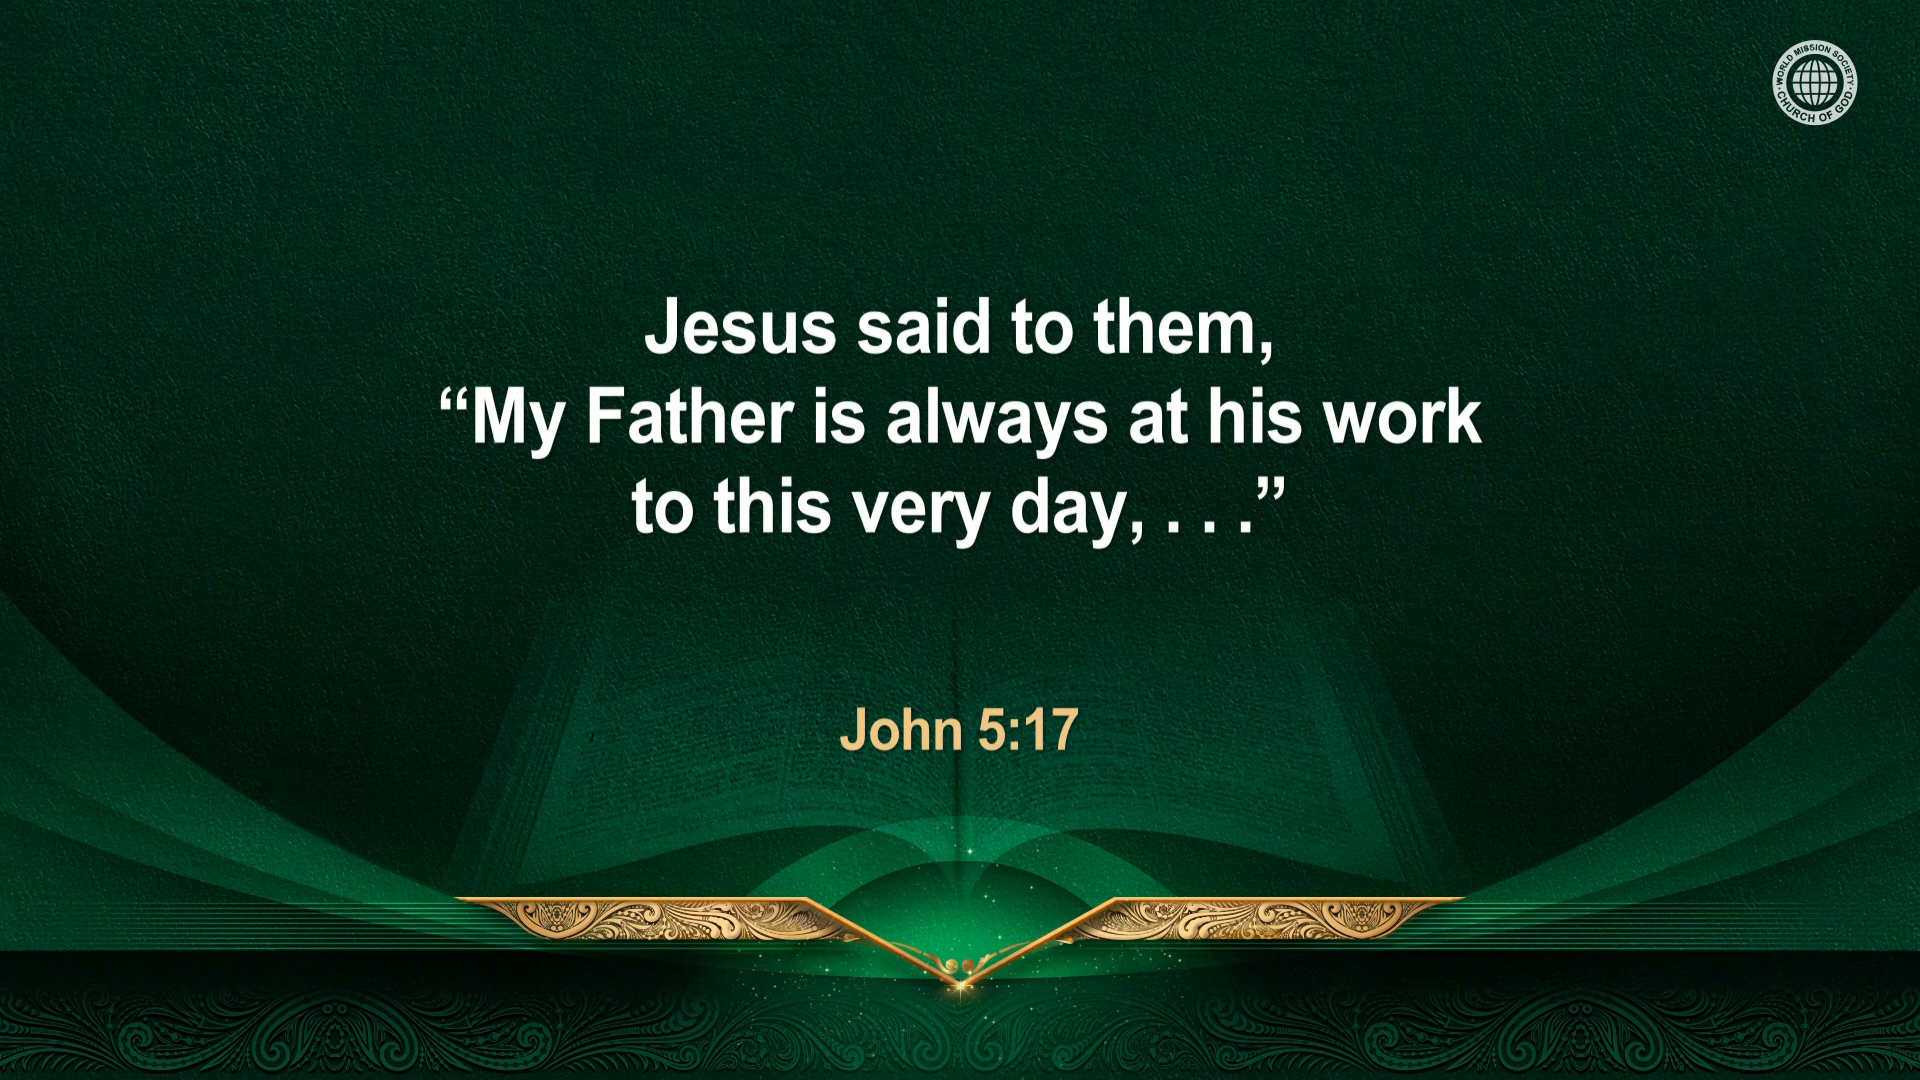 WORLD MISSION SOCIETY
CHURCH OF GOD
Jesus said to them,
“My Father is always at his work
to this very day, . . .”
John 5:17